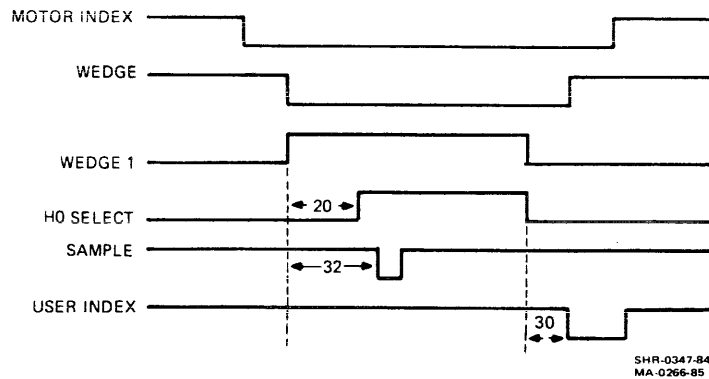 MOTOR INDEX
WEDGE
WEDGE 1
20
H0 SELECT
SAMPLE
32
USER INDEX
30
SHR-0347-84
MA-0266-85